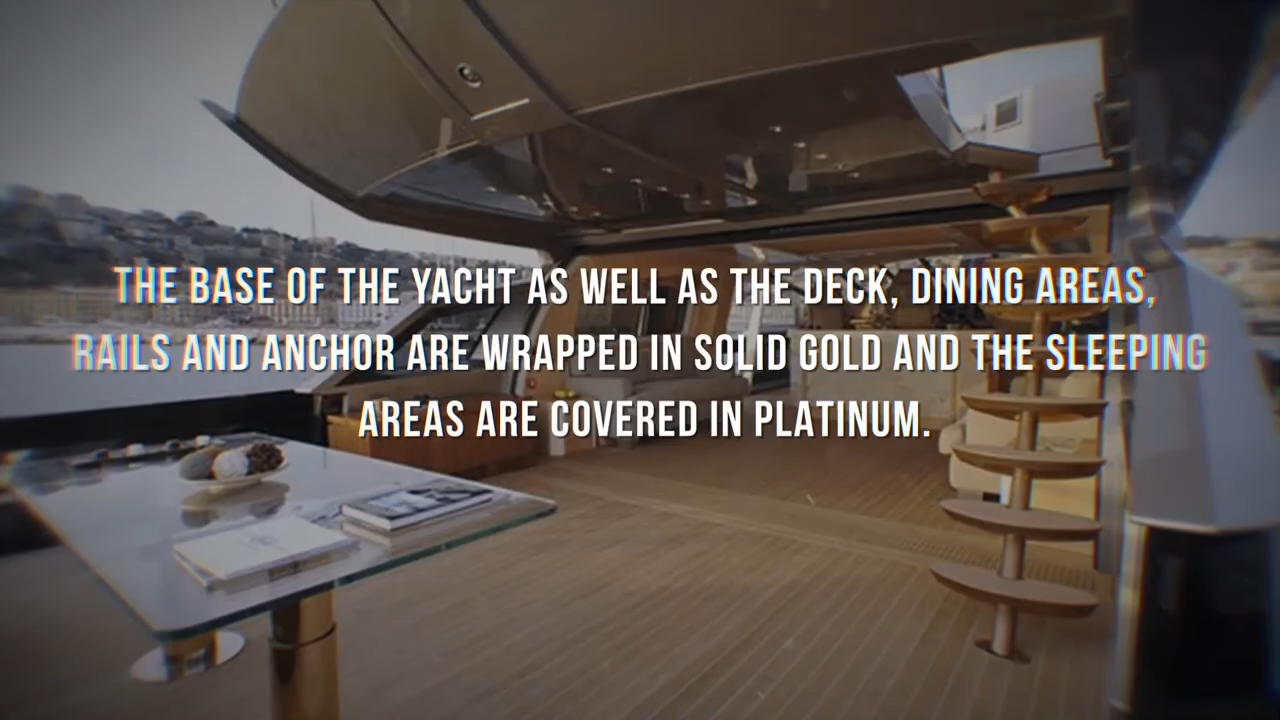 THE BASE OF THE YACHT AS WELL AS THE DECK, DINING AREAS,
RAILS AND ANCHOR ARE WRAPPED IN SOLID GOLD AND THE SLEEPING
AREAS ARE COVERED IN PLATINUM.